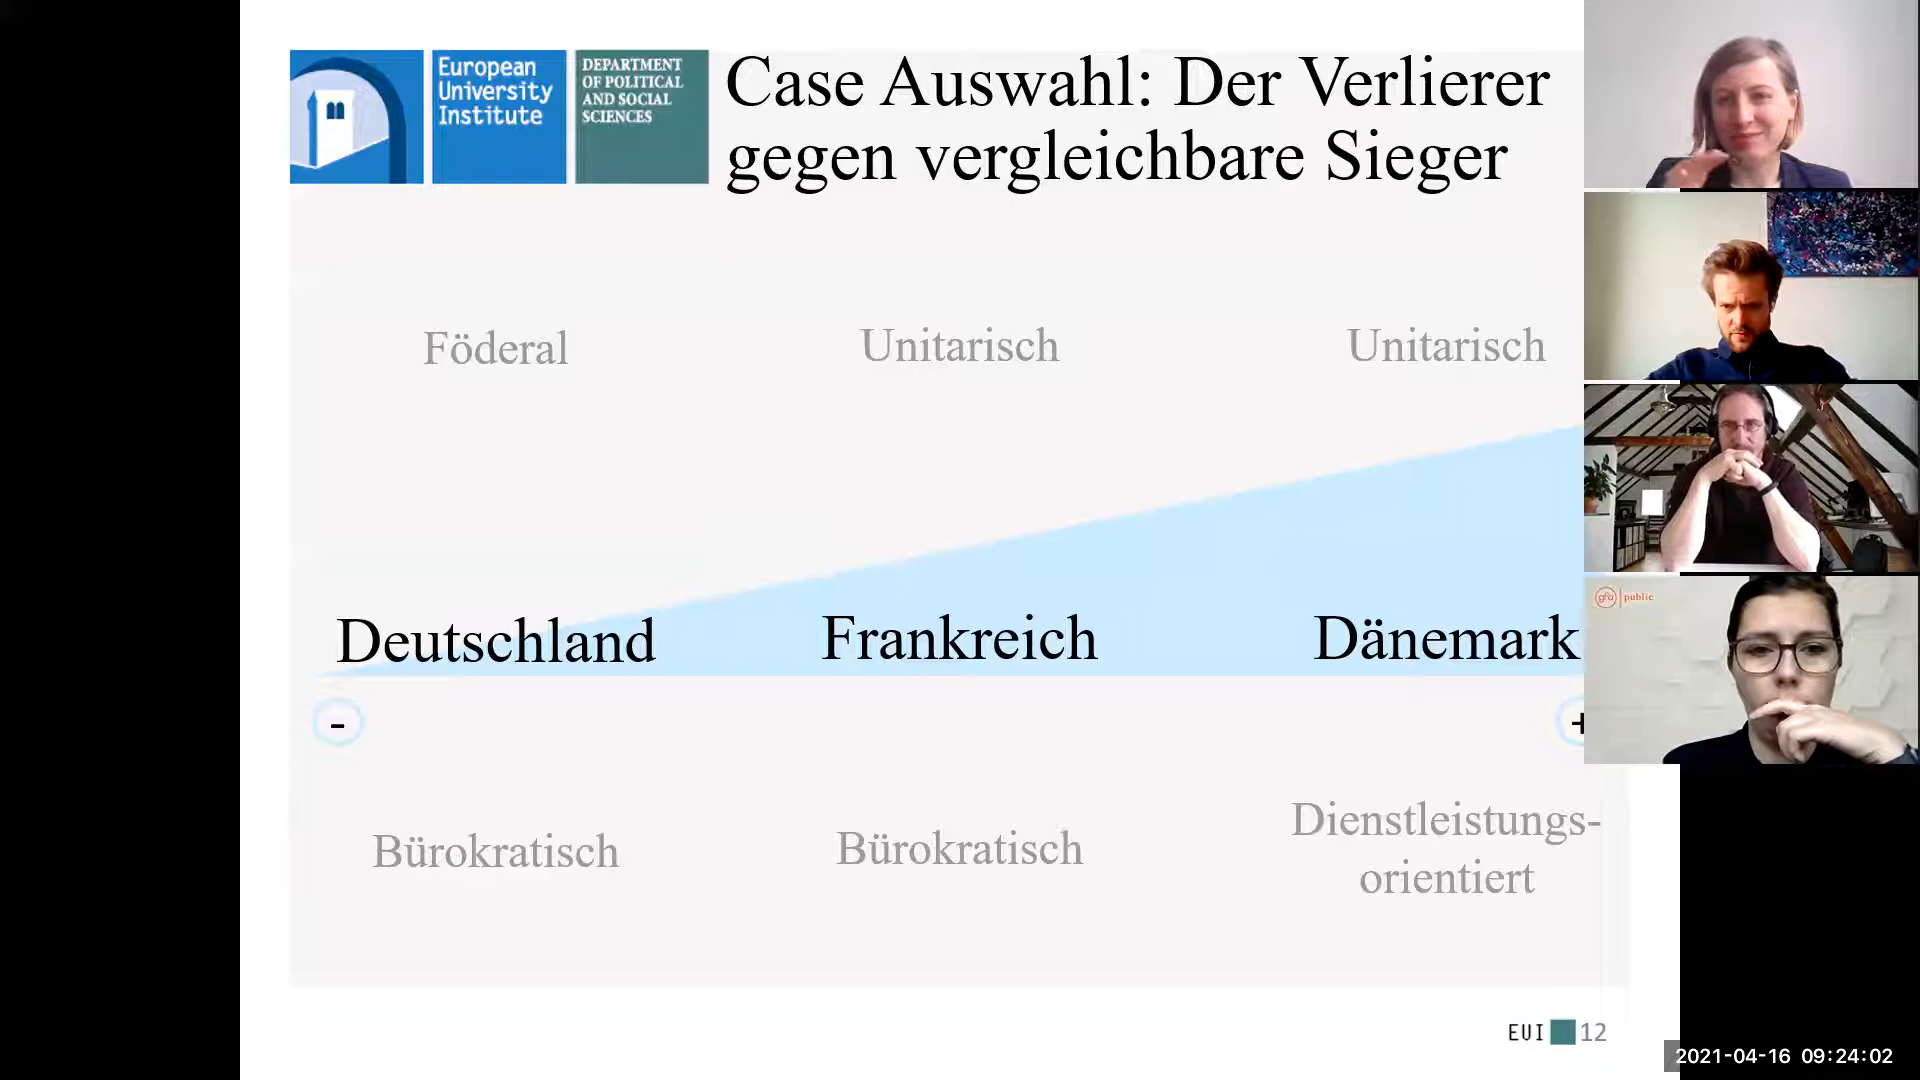 European
University
Institute
DEPARTMENT
OF POLITICAL
AND SOCIAL
SCIENCES
Case Auswahl: Der Verlierer
gegen vergleichbare Sieger
Föderal
Unitarisch
Unitarisch
Deutschland
Frankreich
Dänemark
-
+
Bürokratisch
Bürokratisch
Dienstleistungs-
orientiert
gfa public
EUI 12
2021-04-16 09:24:02